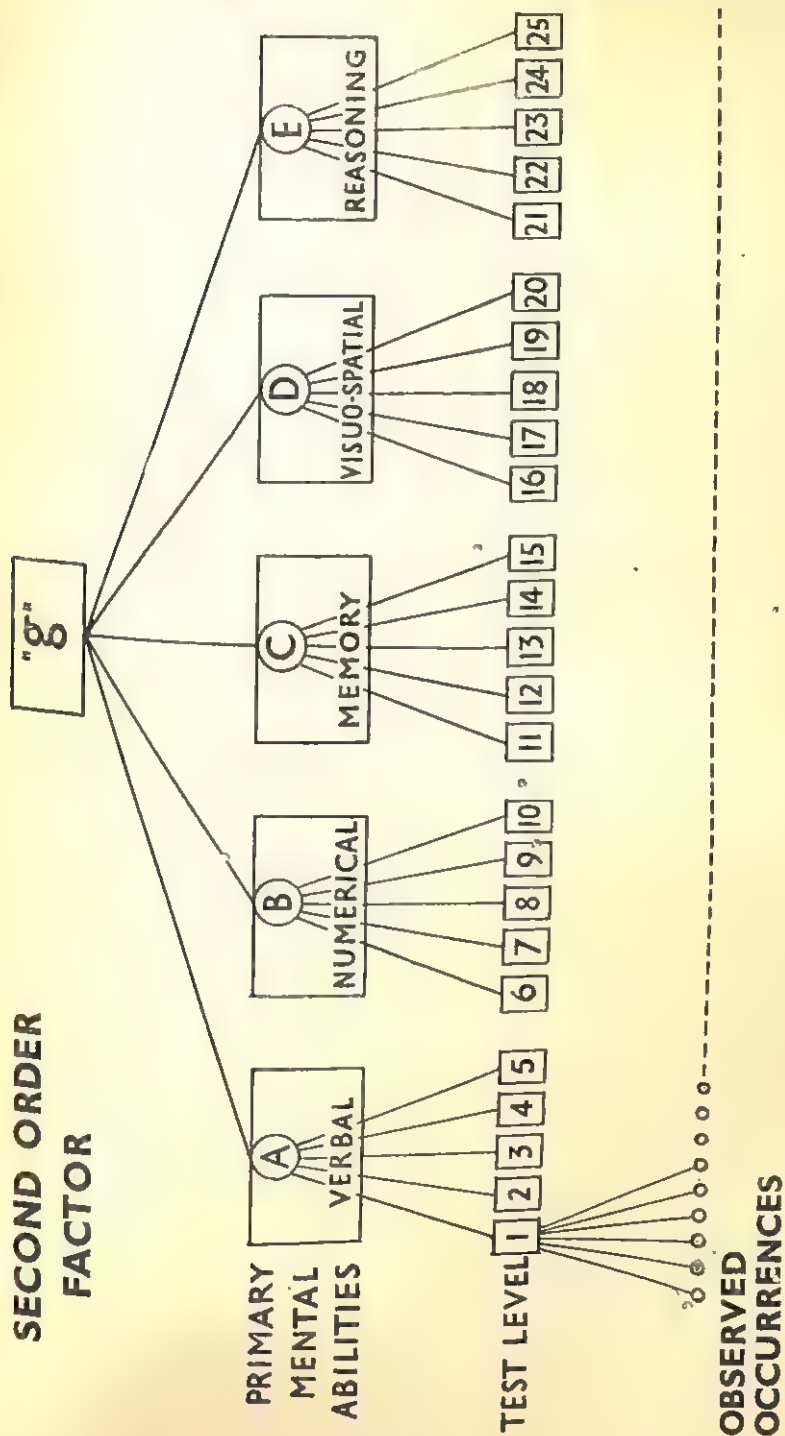 SECOND ORDER
FACTOR
"g"
PRIMARY
MENTAL
ABILITIES
A
VERBAL
B
NUMERICAL
C
MEMORY
D
VISUO-SPATIAL
E
REASONING
TEST LEVEL 1 2 3 4 5 6 7 8 9 10 11 12 13 14 15 16 17 18 19 20 21 22 23 24 25
OBSERVED
OCCURRENCES